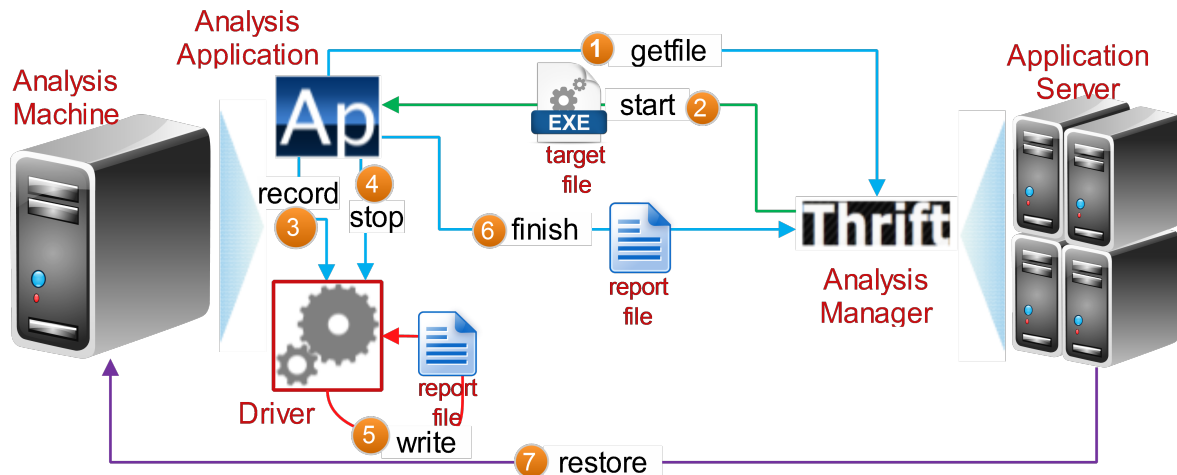 Analysis
Application
1 getfile
Analysis
Machine
Application
Server
Ap
EXE
start 2
target
file
record
3
4
stop
6 finish
Thrift
report
file
Analysis
Manager
report
file
Driver
5 write
7 restore